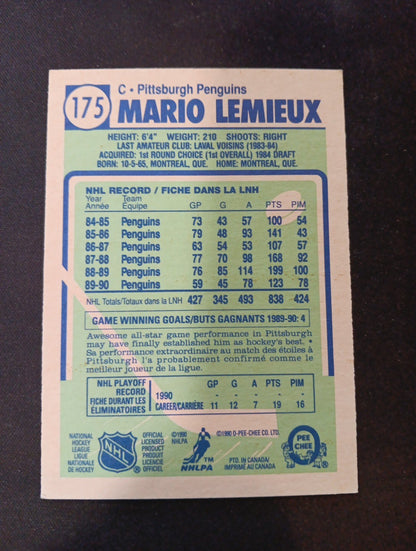 175
C • Pittsburgh Penguins
MARIO LEMIEUX
HEIGHT: 6'4" WEIGHT: 210 SHOOTS: RIGHT
LAST AMATEUR CLUB: LAVAL VOISINS (1983-84)
ACQUIRED: 1st ROUND CHOICE (1st OVERALL) 1984 DRAFT
BORN: 10-5-65, MONTREAL, QUE. HOME: MONTREAL, QUE.
NHL RECORD / FICHE DANS LA LNH
Year Team
Année Équipe GP G A PTS PIM
84-85 Penguins 73 43 57 100 54
85-86 Penguins 79 48 93 141 43
86-87 Penguins 63 54 53 107 57
87-88 Penguins 77 70 98 168 92
88-89 Penguins 76 85 114 199 100
89-90 Penguins 59 45 78 123 78
NHL Totals/Totaux dans la LNH 427 345 493 838 424
GAME WINNING GOALS/BUTS GAGNANTS 1989-90: 4
Awesome all-star game performance in Pittsburgh
may have finally established him as hockey's best. •
Sa performance extraordinaire au match des étoiles à
Pittsburgh l'a probablement confirmé comme le
meilleur joueur de la ligue.
NHL PLAYOFF GP G A PTS PIM
RECORD
FICHE DURANT LES
ÉLIMINATOIRES
1990 - - - - -
CAREER/CARRIÈRE 11 12 7 19 16
NATIONAL
HOCKEY
LEAGUE
LIGUE
NATIONALE
DE HOCKEY
NHL
OFFICIAL
LICENSED
PRODUCT
PRODUIT
OFFICIEL
©1990
NHLPA
TM
NHLPA
©1990 O-PEE-CHEE CO. LTD.
PTD. IN CANADA/
IMPRIMÉ AU CANADA
O
PEE
CHEE